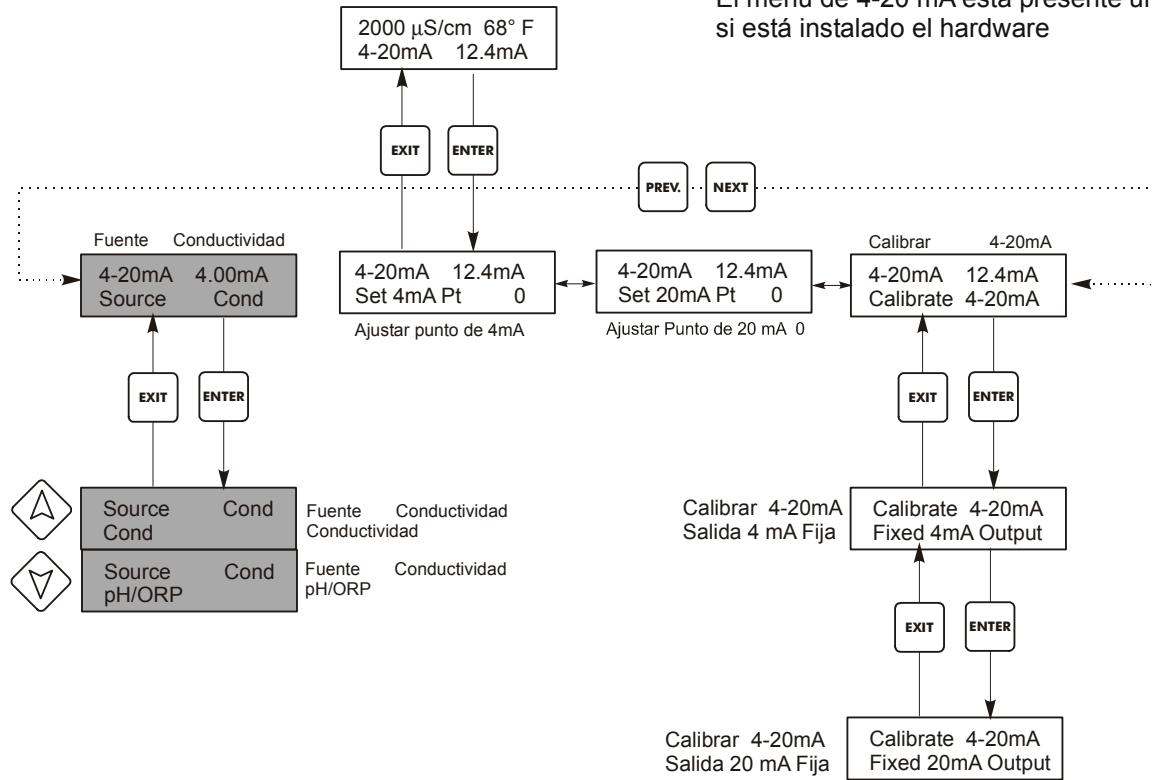 El menú de 4-20 mA está presente
si está instalado el hardware
2000 µS/cm 68° F
4-20mA 12.4mA
EXIT
ENTER
PREV.
NEXT
Fuente Conductividad
4-20mA 4.00mA
Source Cond
4-20mA 12.4mA
Set 4mA Pt 0
Ajustar punto de 4mA
4-20mA 12.4mA
Set 20mA Pt 0
Ajustar Punto de 20 mA 0
Calibrar 4-20mA
4-20mA 12.4mA
Calibrate 4-20mA
EXIT
ENTER
EXIT
ENTER
Source Cond
Cond
Fuente Conductividad
Conductividad
Source Cond
pH/ORP
Fuente Conductividad
pH/ORP
Calibrar 4-20mA
Salida 4 mA Fija
Calibrate 4-20mA
Fixed 4mA Output
EXIT
ENTER
Calibrar 4-20mA
Salida 20 mA Fija
Calibrate 4-20mA
Fixed 20mA Output